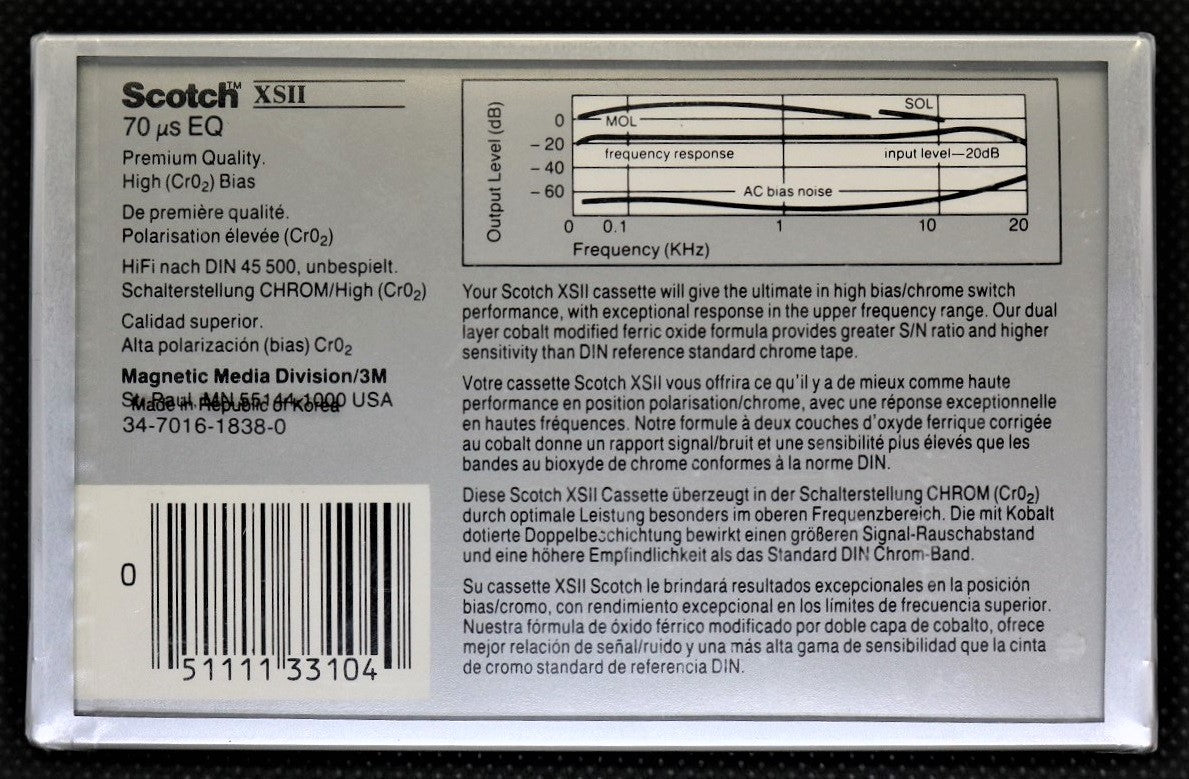 Scotch™ XSII
70 µs EQ
Premium Quality.
High (CrO₂) Bias
De première qualité.
Polarisation élevée (CrO₂)
HiFi nach DIN 45 500, unbespielt.
Schalterstellung CHROM/High (CrO₂)
Calidad superior.
Alta polarización (bias) CrO₂
Magnetic Media Division/3M
St. Paul, MN 55144-1000 USA
Made in Republic of Korea
34-7016-1838-0
0
51111 33104
Output Level (dB)
0
– 20
– 40
– 60
MOL
SOL
frequency response
input level—20dB
AC bias noise
0 0.1 1 10 20
Frequency (KHz)
Your Scotch XSII cassette will give the ultimate in high bias/chrome switch
performance, with exceptional response in the upper frequency range. Our dual
layer cobalt modified ferric oxide formula provides greater S/N ratio and higher
sensitivity than DIN reference standard chrome tape.
Votre cassette Scotch XSII vous offrira ce qu'il y a de mieux comme haute
performance en position polarisation/chrome, avec une réponse exceptionnelle
en hautes fréquences. Notre formule à deux couches d'oxyde ferrique corrigée
au cobalt donne un rapport signal/bruit et une sensibilité plus élevés que les
bandes au bioxyde de chrome conformes à la norme DIN.
Diese Scotch XSII Cassette überzeugt in der Schalterstellung CHROM (CrO₂)
durch optimale Leistung besonders im oberen Frequenzbereich. Die mit Kobalt
dotierte Doppelbeschichtung bewirkt einen größeren Signal-Rauschabstand
und eine höhere Empfindlichkeit als das Standard DIN Chrom-Band.
Su cassette XSII Scotch le brindará resultados excepcionales en la posición
bias/cromo, con rendimiento excepcional en los límites de frecuencia superior.
Nuestra fórmula de óxido férrico modificado por doble capa de cobalto, ofrece
mejor relación de señal/ruido y una más alta gama de sensibilidad que la cinta
de cromo standard de referencia DIN.